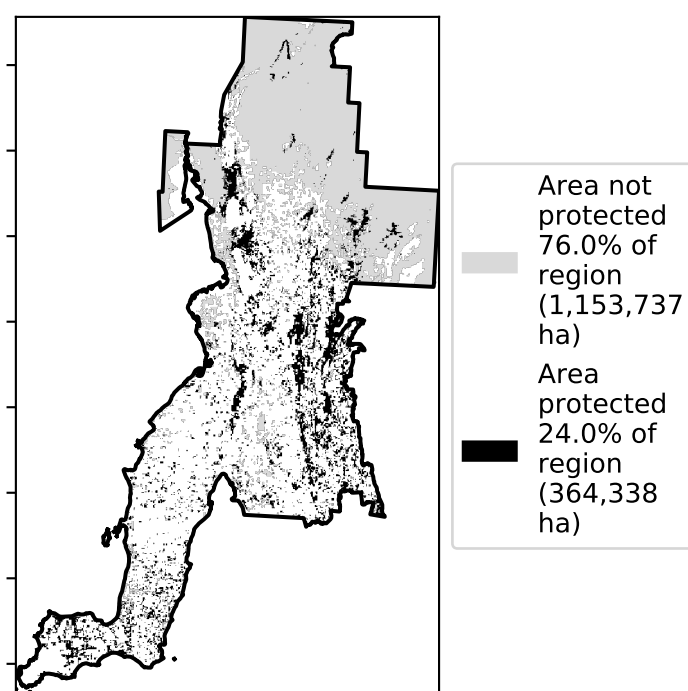 Area not
protected
76.0% of
region
(1,153,737
ha)
Area
protected
24.0% of
region
(364,338
ha)